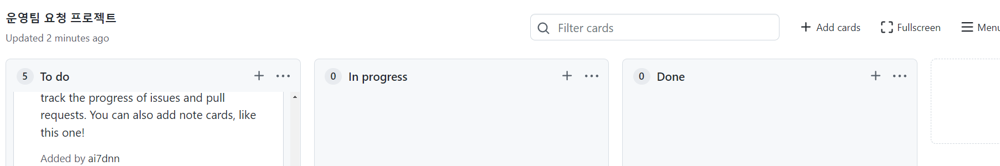 운영팀 요청 프로젝트
Updated 2 minutes ago
Filter cards
Add cards
Fullscreen
Menu
5 To do
track the progress of issues and pull
requests. You can also add note cards, like
this one!
Added by ai7dnn
0 In progress
0 Done